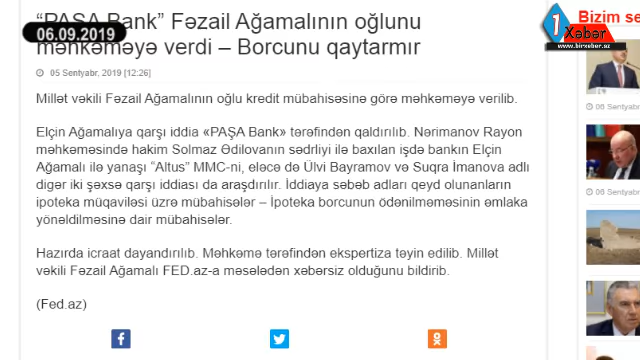 “PAŞA Bank” Fəzail Ağamalının oğlunu
məhkəməyə verdi – Borcunu qaytarmır
06.09.2019
05 Sentyabr, 2019 [12:26]
Millət vəkili Fəzail Ağamalının oğlu kredit mübahisəsinə görə məhkəməyə verilib.
Elçin Ağamalıya qarşı iddia «PAŞA Bank» tərəfindən qaldırılıb. Nərimanov Rayon
məhkəməsində hakim Solmaz Ədilovanın sədrliyi ilə baxılan işdə bankın Elçin
Ağamalı ilə yanaşı “Altus” MMC-ni, eləcə də Ülvi Bayramov və Suqra İmanova adlı
digər iki şəxsə qarşı iddiası da araşdırılır. İddiaya səbəb adları qeyd olunanların
ipoteka müqaviləsi üzrə mübahisələr – İpoteka borcunun ödənilməməsinin əmlaka
yönəldilməsinə dair mübahisələr.
Hazırda icraat dayandırılıb. Məhkəmə tərəfindən ekspertiza təyin edilib. Millət
vəkili Fəzail Ağamalı FED.az-a məsələdən xəbərsiz olduğunu bildirib.
(Fed.az)
Bizim se
1 Xəbər
www.birxeber.az
06 Sentyabr
06 Sentyabr